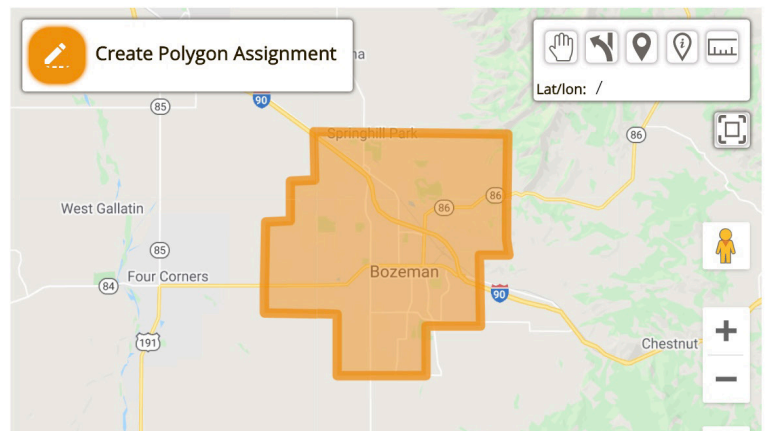 Create Polygon Assignment
na
Lat/lon: /
85
90
Springhill Park
86
86
86
West Gallatin
85
Four Corners
84
Bozeman
90
191
Chestnut